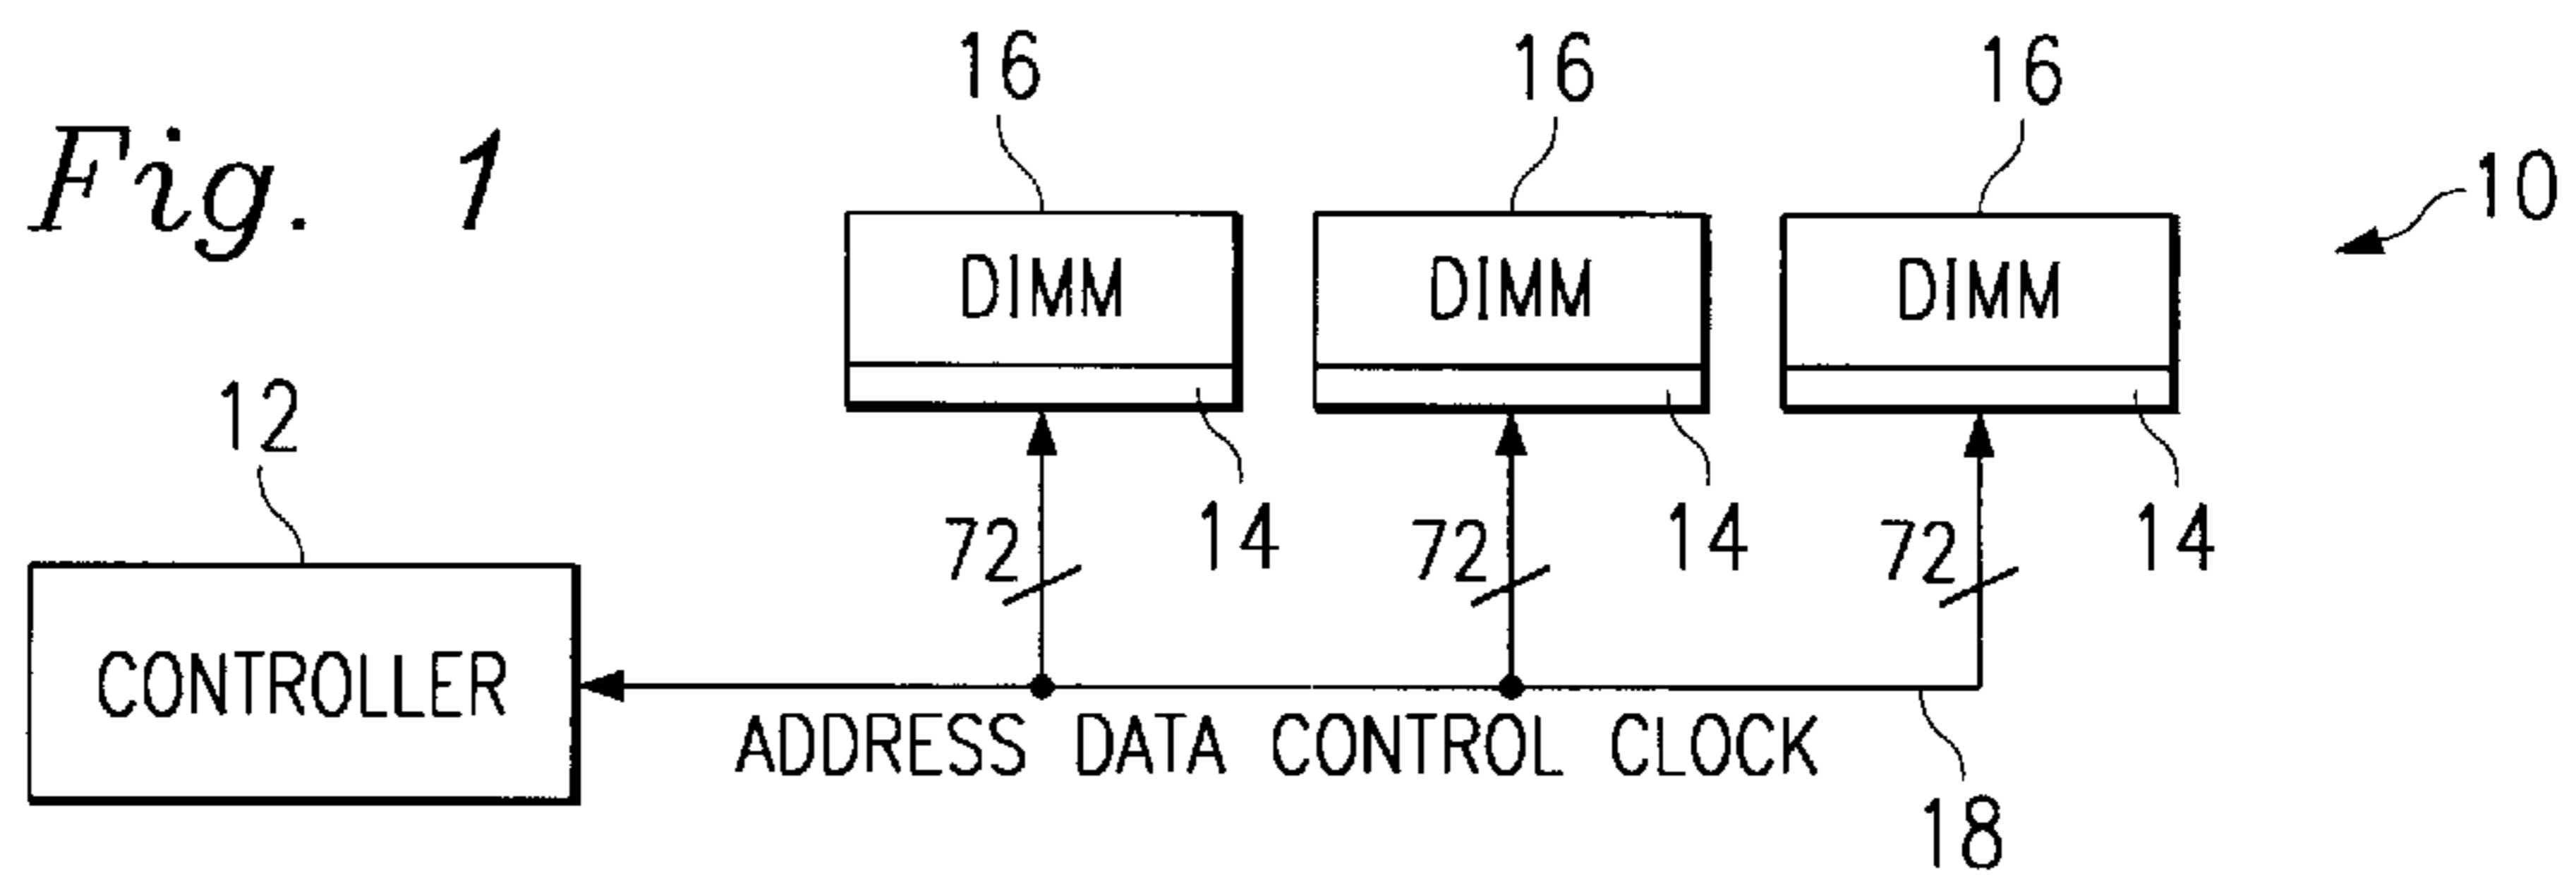 Fig. 1
16 16 16
10
DIMM DIMM DIMM
12
14 14 14
72 72 72
CONTROLLER
ADDRESS DATA CONTROL CLOCK
18